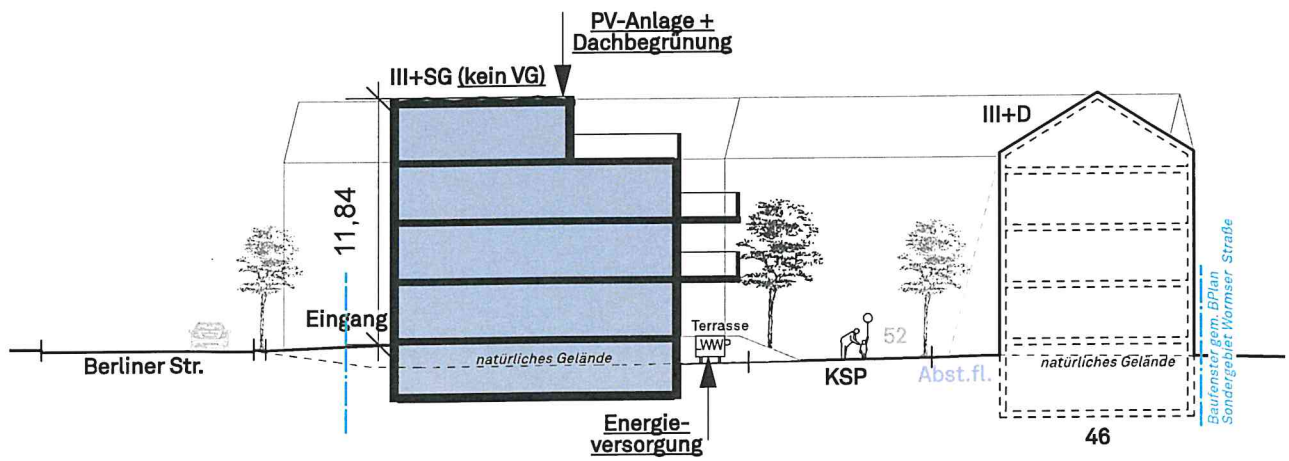 PV-Anlage +
Dachbegrünung
III+SG (kein VG)
III+D
11,84
Eingang
Berliner Str.
natürliches Gelände
Terrasse
WWP
52
KSP
Abst.fl.
natürliches Gelände
Baufenster gem. BPlan
Sondergebiet Wormser Straße
Energie-
versorgung
46